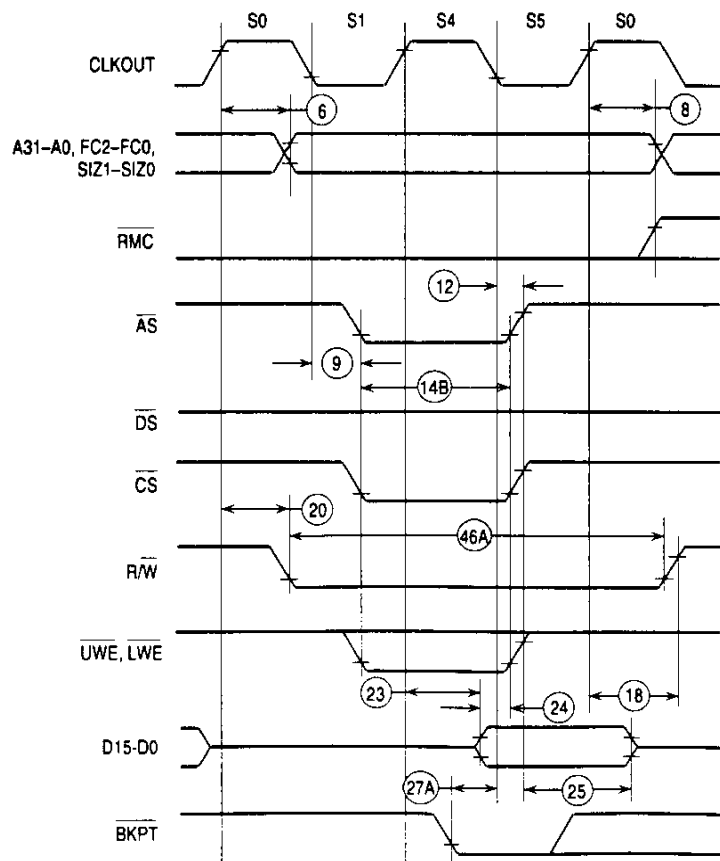 S0 S1 S4 S5 S0
CLKOUT
6
8
A31–A0, FC2–FC0,
SIZ1–SIZ0
RMC
12
AS
9
14B
DS
CS
20
46A
R/W
UWE, LWE
23
24
18
D15-D0
27A
25
BKPT